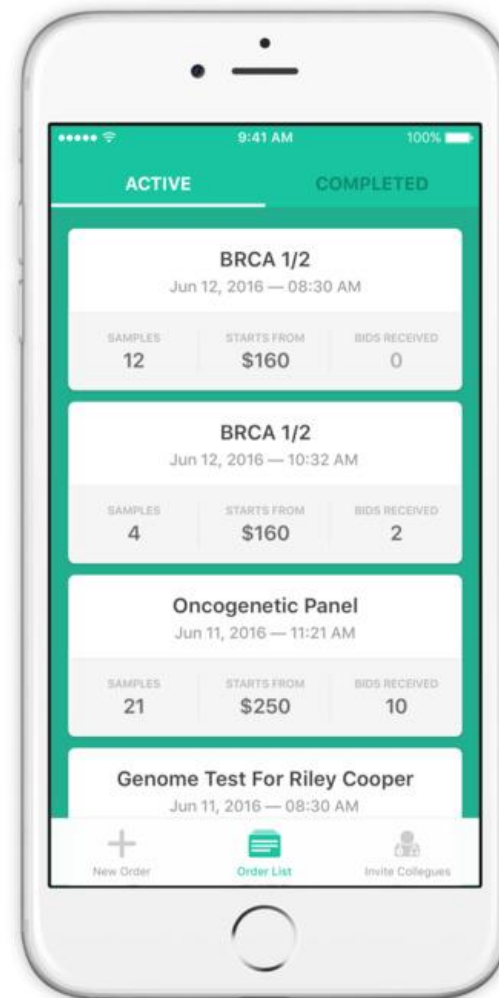 9:41 AM 100%
ACTIVE COMPLETED
BRCA 1/2
Jun 12, 2016 — 08:30 AM
SAMPLES STARTS FROM BIDS RECEIVED
12 $160 0
BRCA 1/2
Jun 12, 2016 — 10:32 AM
SAMPLES STARTS FROM BIDS RECEIVED
4 $160 2
Oncogenetic Panel
Jun 11, 2016 — 11:21 AM
SAMPLES STARTS FROM BIDS RECEIVED
21 $250 10
Genome Test For Riley Cooper
Jun 11, 2016 — 08:30 AM
New Order Order List Invite Collegues